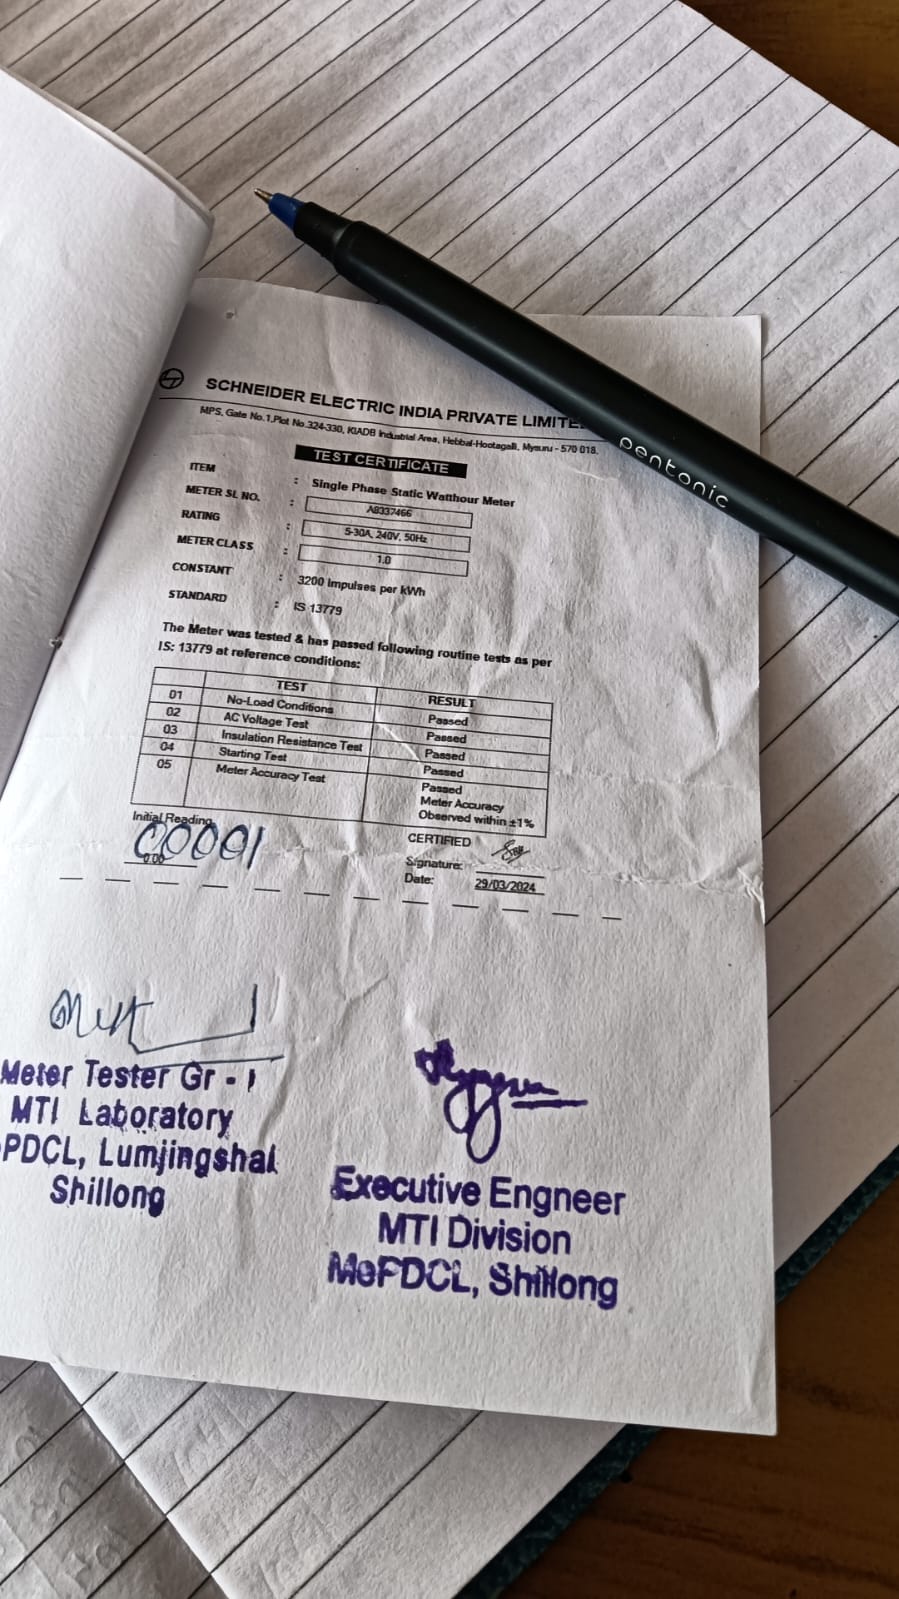 SCHNEIDER ELECTRIC INDIA PRIVATE LIMITE
MPS, Gate No.1,Plot No.324-330, KIADB Industrial Area, Hebbal-Hootagalli, Mysuru - 570 018.
TEST CERTIFICATE
ITEM : Single Phase Static Watthour Meter
METER SL NO. : A8337466
RATING : 5-30A, 240V, 50Hz
METER CLASS : 1.0
CONSTANT : 3200 Impulses per kWh
STANDARD : IS 13779
The Meter was tested & has passed following routine tests as per
IS: 13779 at reference conditions:
TEST RESULT
01 No-Load Conditions Passed
02 AC Voltage Test Passed
03 Insulation Resistance Test Passed
04 Starting Test Passed
05 Meter Accuracy Test Passed
Meter Accuracy
Observed within ±1%
Initial Reading
00001
0.00
CERTIFIED
Signature:
Date: 29/03/2024
Meter Tester Gr - I
MTI Laboratory
PDCL, Lumjingshai
Shillong
Executive Engneer
MTI Division
MePDCL, Shillong
pentonic